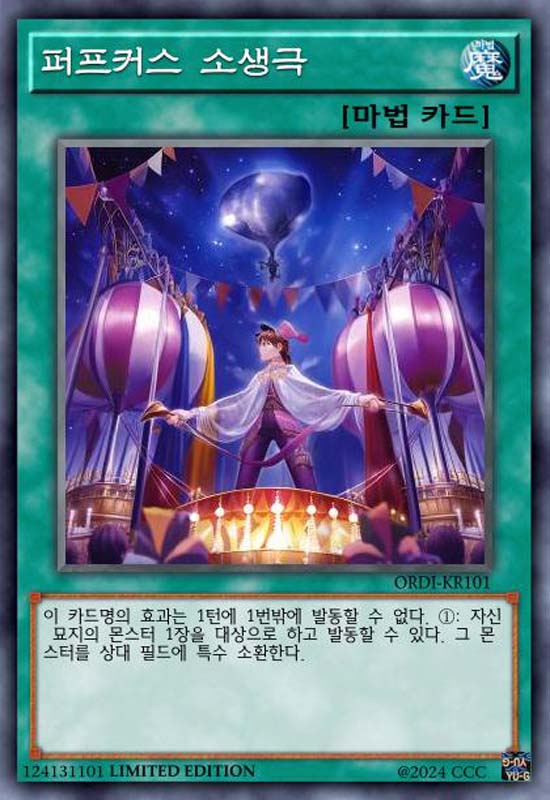 퍼프커스 소생극
마법
魔
[마법 카드]
ORDI-KR101
이 카드명의 효과는 1턴에 1번밖에 발동할 수 없다. ①: 자신
묘지의 몬스터 1장을 대상으로 하고 발동할 수 있다. 그 몬
스터를 상대 필드에 특수 소환한다.
124131101 LIMITED EDITION
@2024 CCC